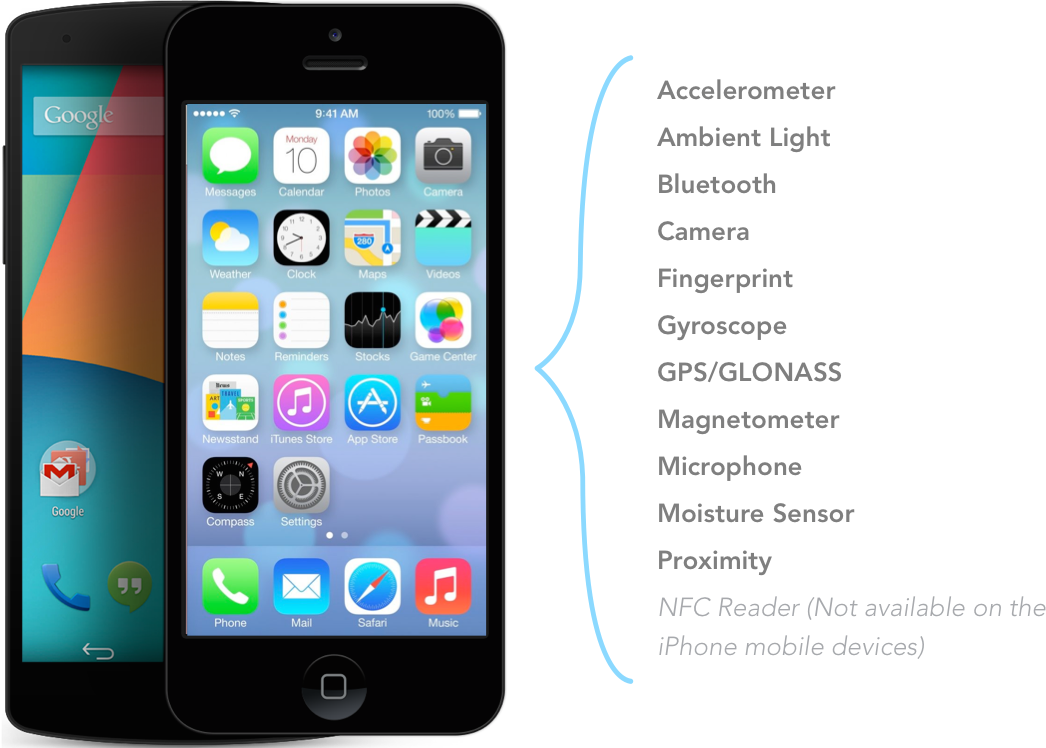 Google
9:41 AM 100%
Monday
10
Messages Calendar Photos Camera
280
Weather Clock Maps Videos
Notes Reminders Stocks Game Center
Newsstand iTunes Store App Store Passbook
N
W
E
S
Compass Settings
Google
Phone Mail Safari Music
Accelerometer
Ambient Light
Bluetooth
Camera
Fingerprint
Gyroscope
GPS/GLONASS
Magnetometer
Microphone
Moisture Sensor
Proximity
NFC Reader (Not available on the
iPhone mobile devices)